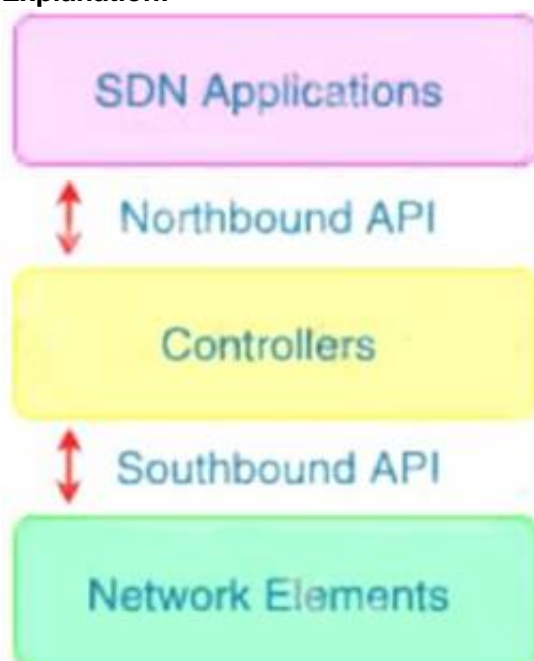 Explanation:
SDN Applications
Northbound API
Controllers
Southbound API
Network Elements